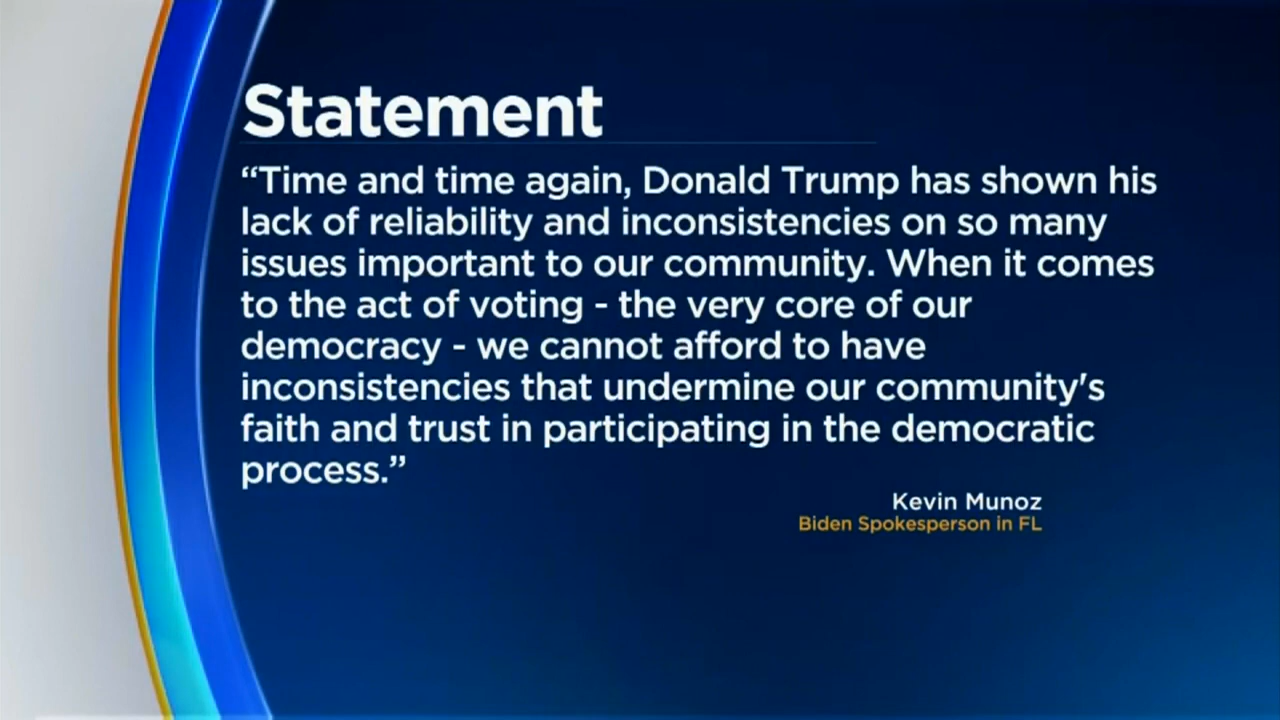 Statement
“Time and time again, Donald Trump has shown his
lack of reliability and inconsistencies on so many
issues important to our community. When it comes
to the act of voting - the very core of our
democracy - we cannot afford to have
inconsistencies that undermine our community's
faith and trust in participating in the democratic
process.”
Kevin Munoz
Biden Spokesperson in FL